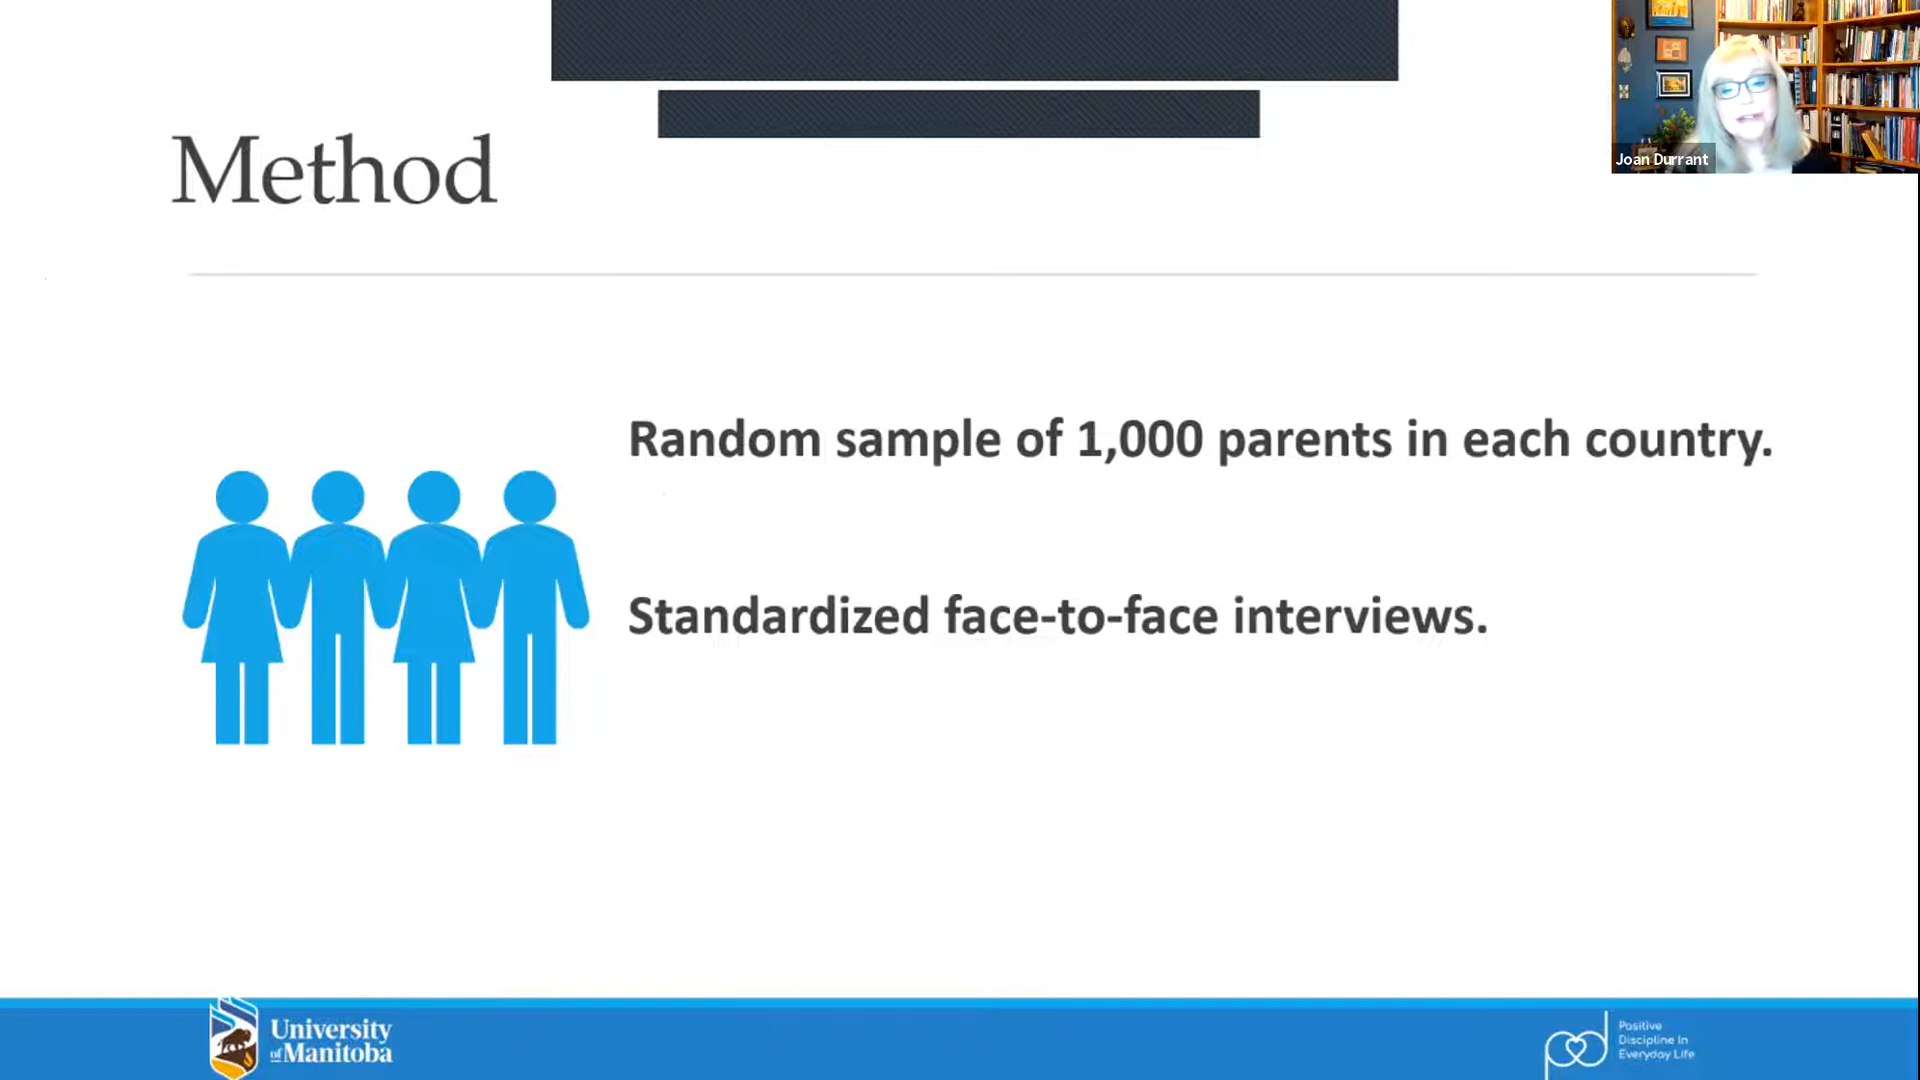 Joan Durrant
Method
Random sample of 1,000 parents in each country.
Standardized face-to-face interviews.
University
of Manitoba
Positive
Discipline In
Everyday Life